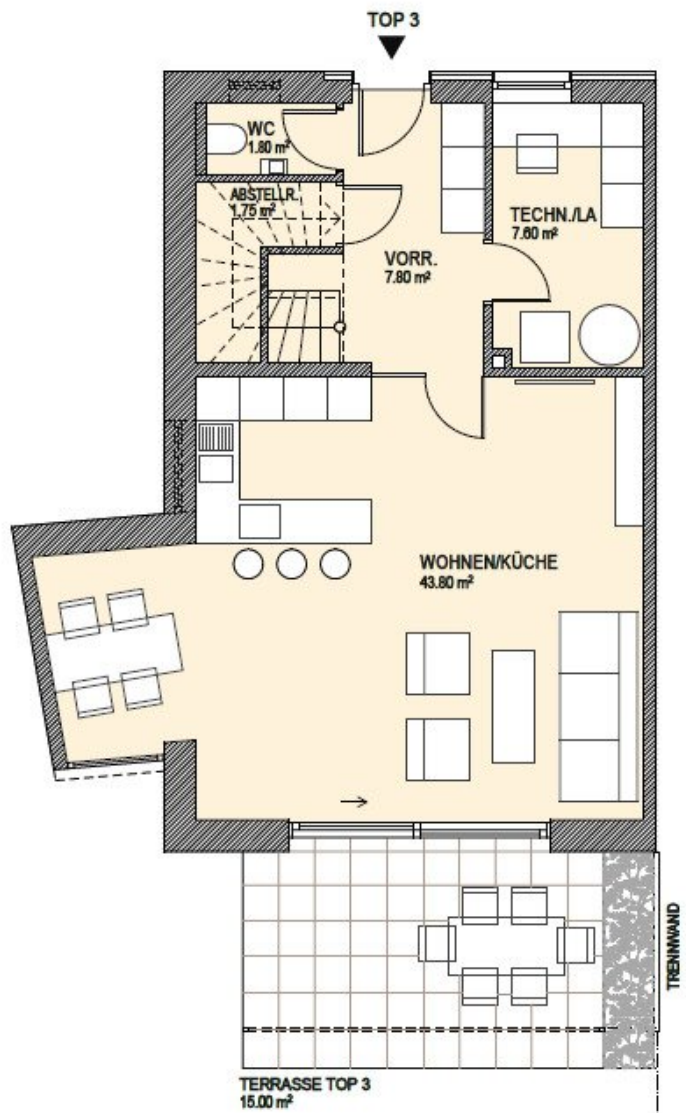 TOP 3
WC
1.80 m²
ABSTELLR.
1.75 m²
TECHN./LA
7.60 m²
VORR.
7.80 m²
WOHNEN/KÜCHE
43.80 m²
TRENNWAND
TERRASSE TOP 3
15.00 m²